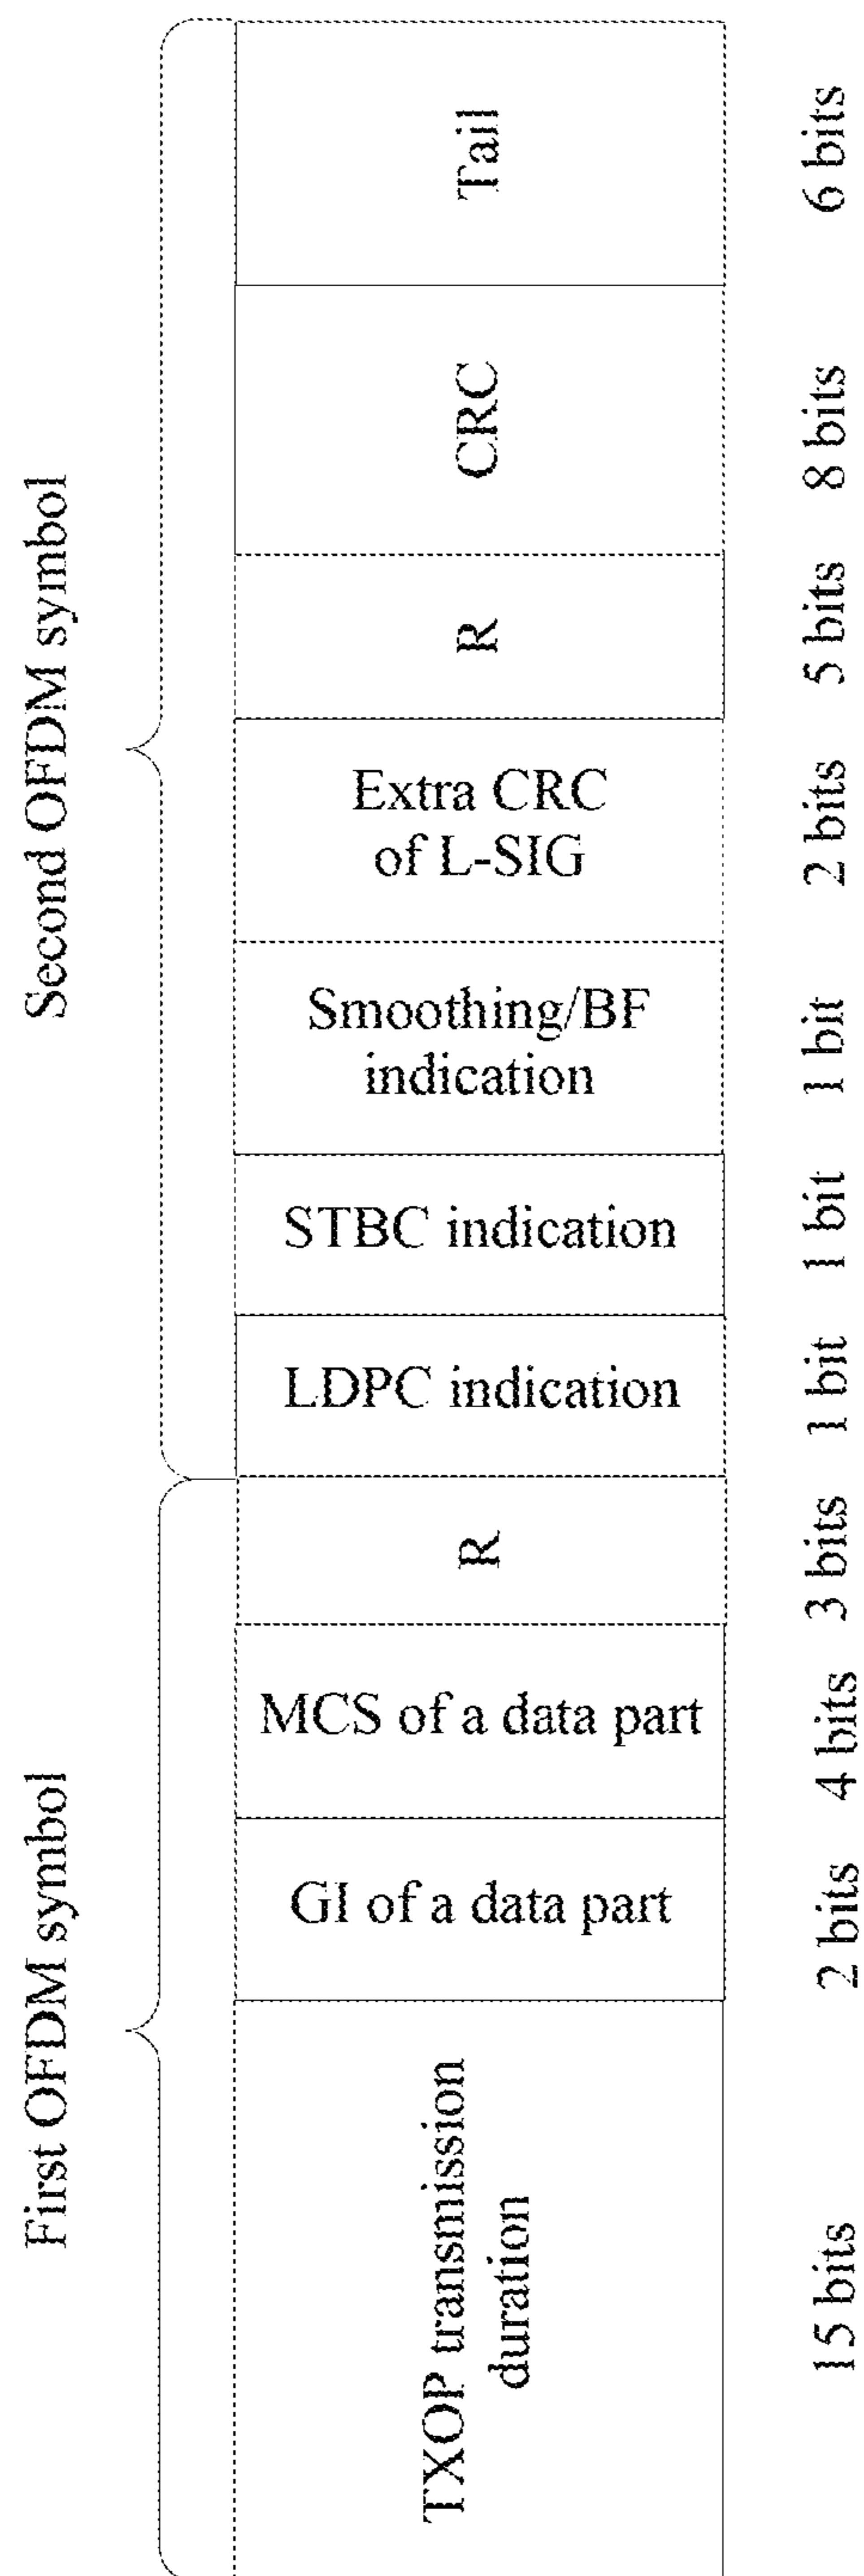 First OFDM symbol
Second OFDM symbol
TXOP transmission
duration
GI of a data part
MCS of a data part
R
LDPC indication
STBC indication
Smoothing/BF
indication
Extra CRC
of L-SIG
R
CRC
Tail
15 bits
2 bits
4 bits
3 bits
1 bit
1 bit
1 bit
2 bits
5 bits
8 bits
6 bits